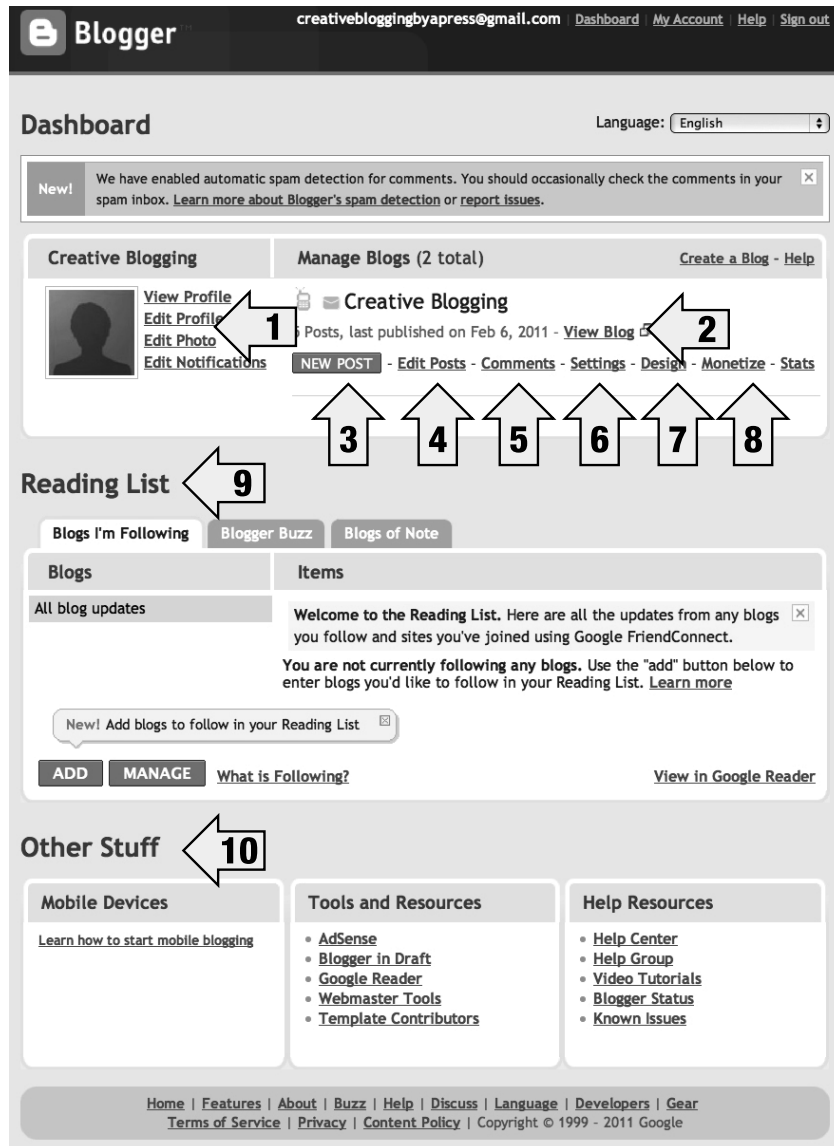 creativebloggingbyapress@gmail.com | Dashboard | My Account | Help | Sign out
Blogger™
Dashboard
Language: English
New!
We have enabled automatic spam detection for comments. You should occasionally check the comments in your
spam inbox. Learn more about Blogger's spam detection or report issues.
Creative Blogging
Manage Blogs (2 total)
Create a Blog - Help
View Profile
Edit Profile
Edit Photo
Edit Notifications
1
Creative Blogging
Posts, last published on Feb 6, 2011 - View Blog
2
NEW POST - Edit Posts - Comments - Settings - Design - Monetize - Stats
3 4 5 6 7 8
Reading List
9
Blogs I'm Following
Blogger Buzz
Blogs of Note
Blogs
Items
All blog updates
Welcome to the Reading List. Here are all the updates from any blogs
you follow and sites you've joined using Google FriendConnect.
You are not currently following any blogs. Use the "add" button below to
enter blogs you'd like to follow in your Reading List. Learn more
New! Add blogs to follow in your Reading List
ADD
MANAGE
What is Following?
View in Google Reader
Other Stuff
10
Mobile Devices
Learn how to start mobile blogging
Tools and Resources
• AdSense
• Blogger in Draft
• Google Reader
• Webmaster Tools
• Template Contributors
Help Resources
• Help Center
• Help Group
• Video Tutorials
• Blogger Status
• Known Issues
Home | Features | About | Buzz | Help | Discuss | Language | Developers | Gear
Terms of Service | Privacy | Content Policy | Copyright © 1999 - 2011 Google